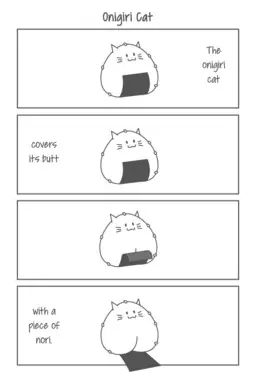 Onigiri Cat
The
onigiri
cat
covers
its butt
with a
piece of
nori.